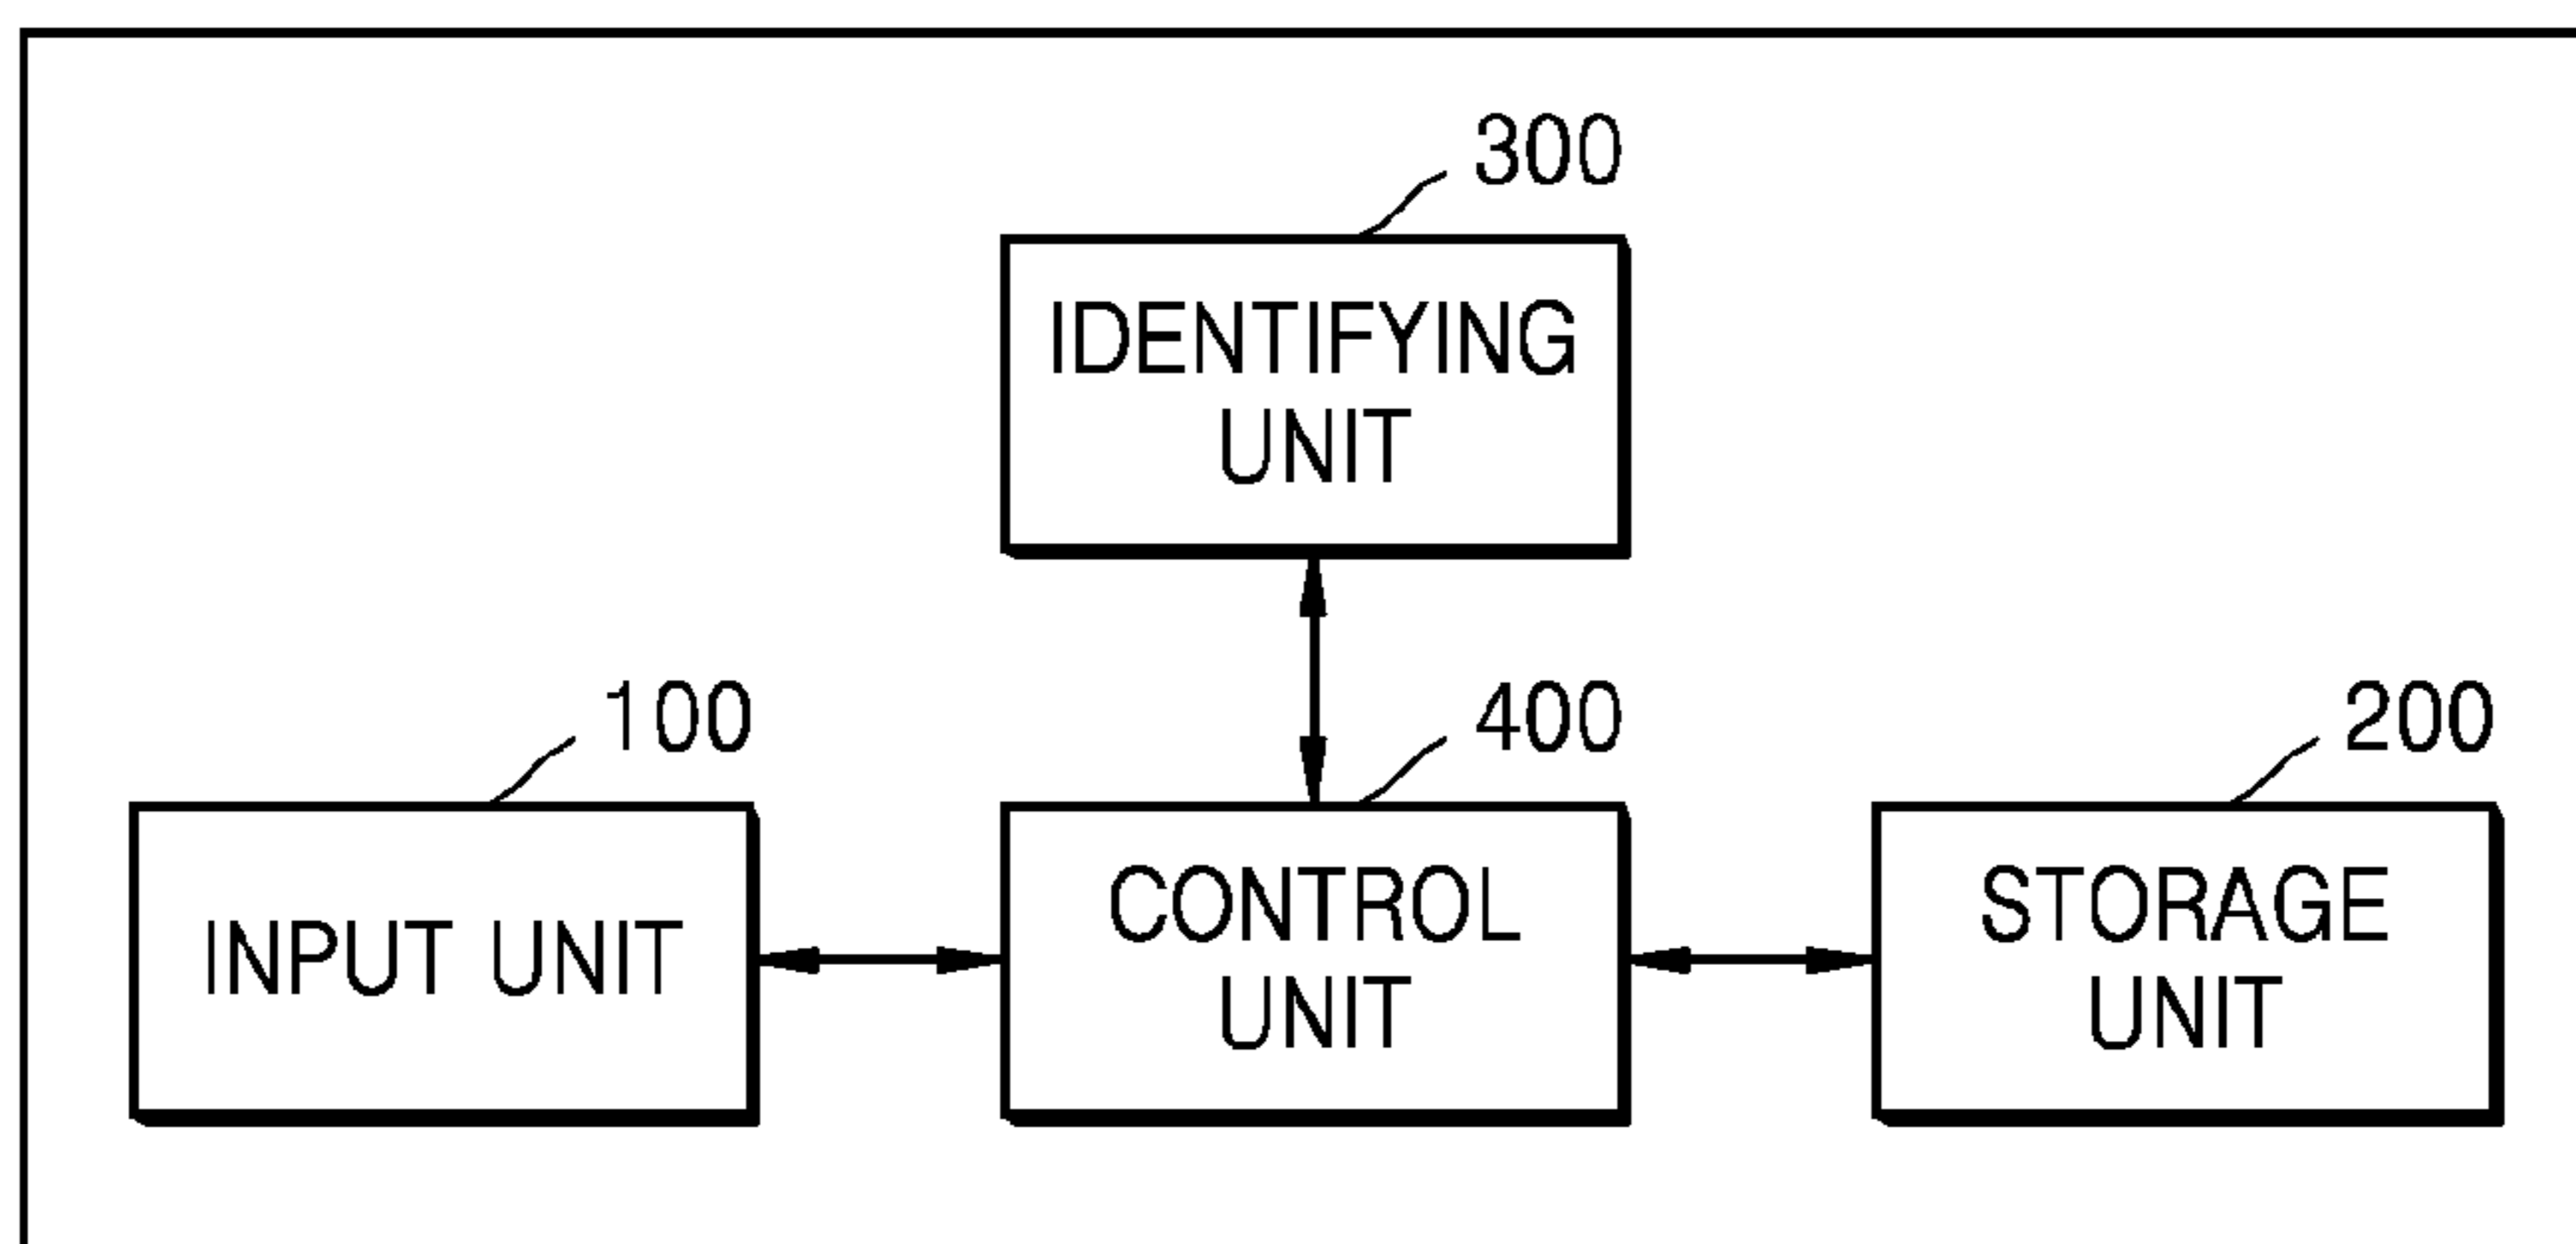 300
IDENTIFYING
UNIT
100
400
200
INPUT UNIT
CONTROL
UNIT
STORAGE
UNIT